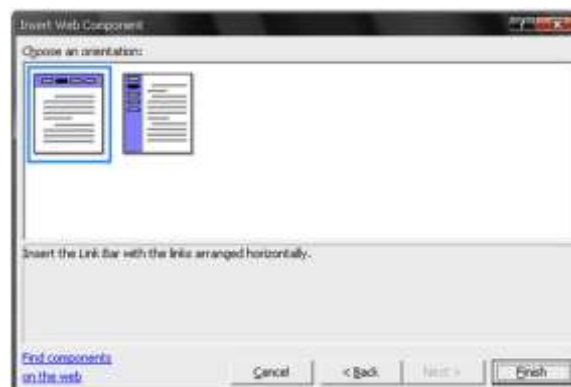 Insert Web Component
Choose an orientation:
Insert the Link Bar with the links arranged horizontally.
Find components
on the web
Cancel
< Back
Next >
Finish